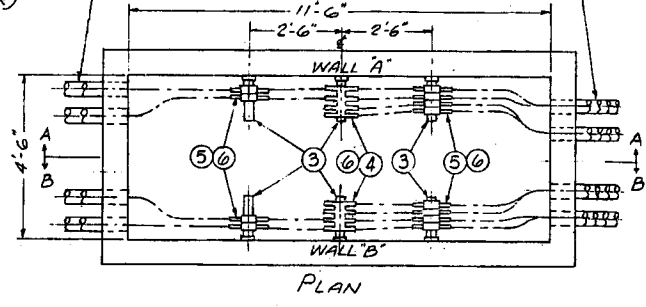 11'-6"
2'-6" 2'-6"
℄
WALL "A"
4'-6"
A A
5 6 3 6 4 3 5 6
B B
WALL "B"
PLAN